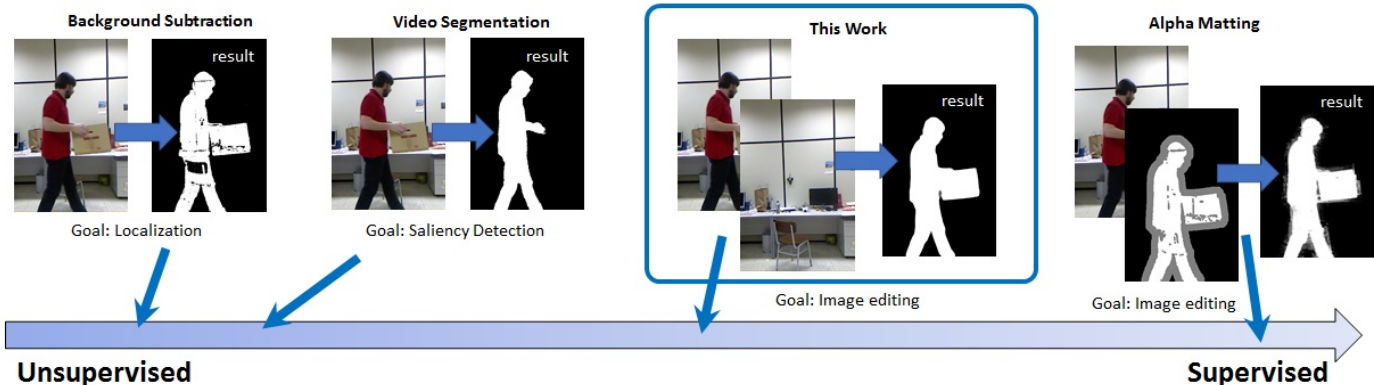 Background Subtraction
result
Goal: Localization
Video Segmentation
result
Goal: Saliency Detection
This Work
result
Goal: Image editing
Alpha Matting
result
Goal: Image editing
Unsupervised
Supervised